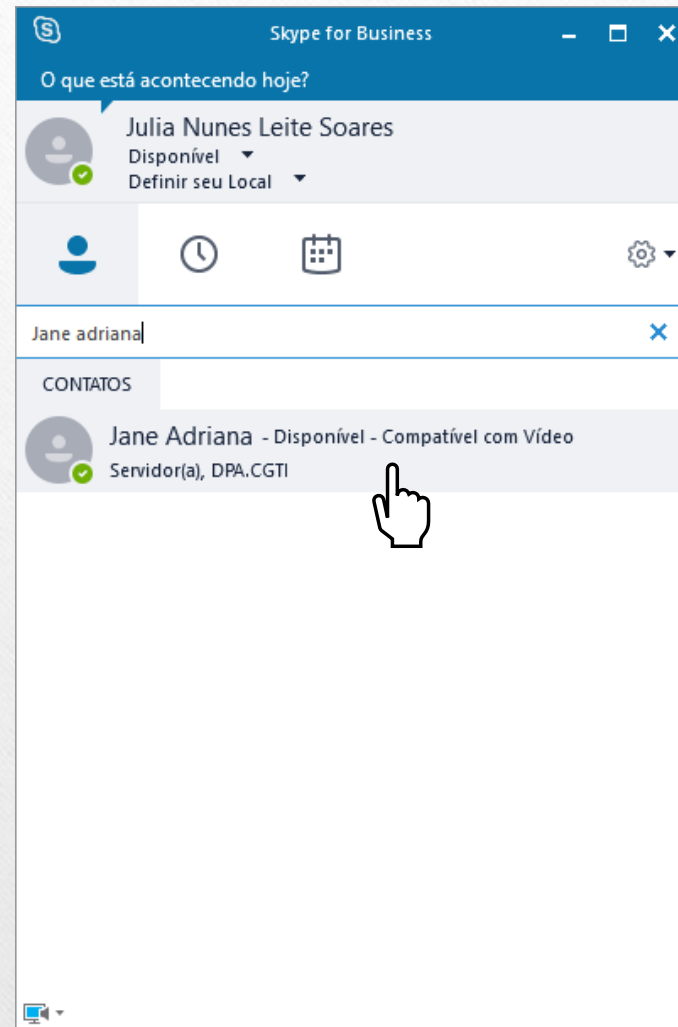 Skype for Business
O que está acontecendo hoje?
Julia Nunes Leite Soares
Disponível
Definir seu Local
Jane adriana
CONTATOS
Jane Adriana - Disponível - Compatível com Vídeo
Servidor(a), DPA.CGTI